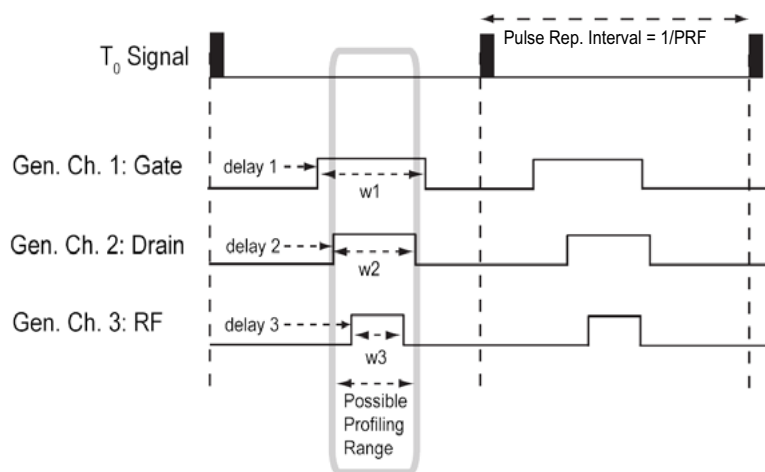 Pulse Rep. Interval = 1/PRF
T0 Signal
Gen. Ch. 1: Gate
delay 1
w1
Gen. Ch. 2: Drain
delay 2
w2
Gen. Ch. 3: RF
delay 3
w3
Possible
Profiling
Range